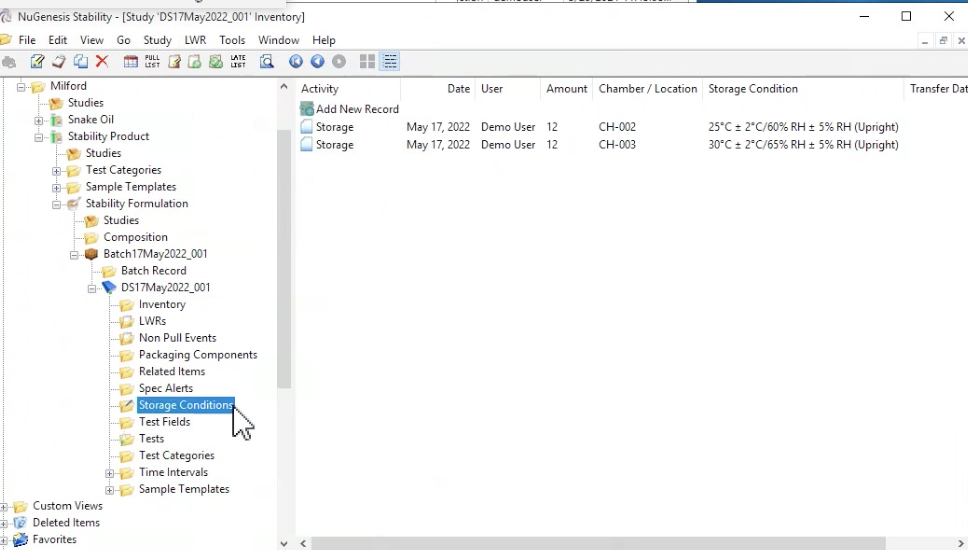 NuGenesis Stability - [Study 'DS17May2022_001' Inventory]
File Edit View Go Study LWR Tools Window Help
PULL LIST
LATE LIST
Milford
Studies
Snake Oil
Stability Product
Studies
Test Categories
Sample Templates
Stability Formulation
Studies
Composition
Batch17May2022_001
Batch Record
DS17May2022_001
Inventory
LWRs
Non Pull Events
Packaging Components
Related Items
Spec Alerts
Storage Conditions
Test Fields
Tests
Test Categories
Time Intervals
Sample Templates
Custom Views
Deleted Items
Favorites
Activity Date User Amount Chamber / Location Storage Condition Transfer Dat
Add New Record
Storage May 17, 2022 Demo User 12 CH-002 25°C ± 2°C/60% RH ± 5% RH (Upright)
Storage May 17, 2022 Demo User 12 CH-003 30°C ± 2°C/65% RH ± 5% RH (Upright)